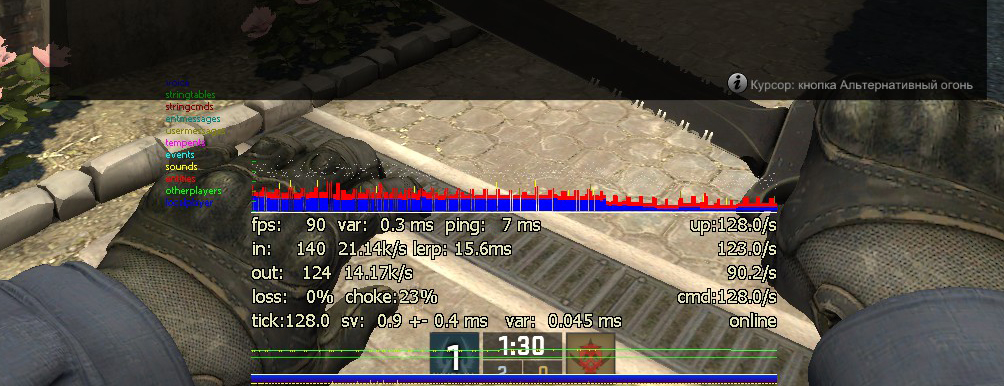 Курсор: кнопка Альтернативный огонь
stringtables
stringcmds
entmessages
usermessages
tempents
events
sounds
entities
otherplayers
localplayer
fps: 90 var: 0.3 ms ping: 7 ms up:128.0/s
in: 140 21.14k/s lerp: 15.6ms 123.0/s
out: 124 14.17k/s 90.2/s
loss: 0% choke:23% cmd:128.0/s
tick:128.0 sv: 0.9 +- 0.4 ms var: 0.045 ms online
1 1:30